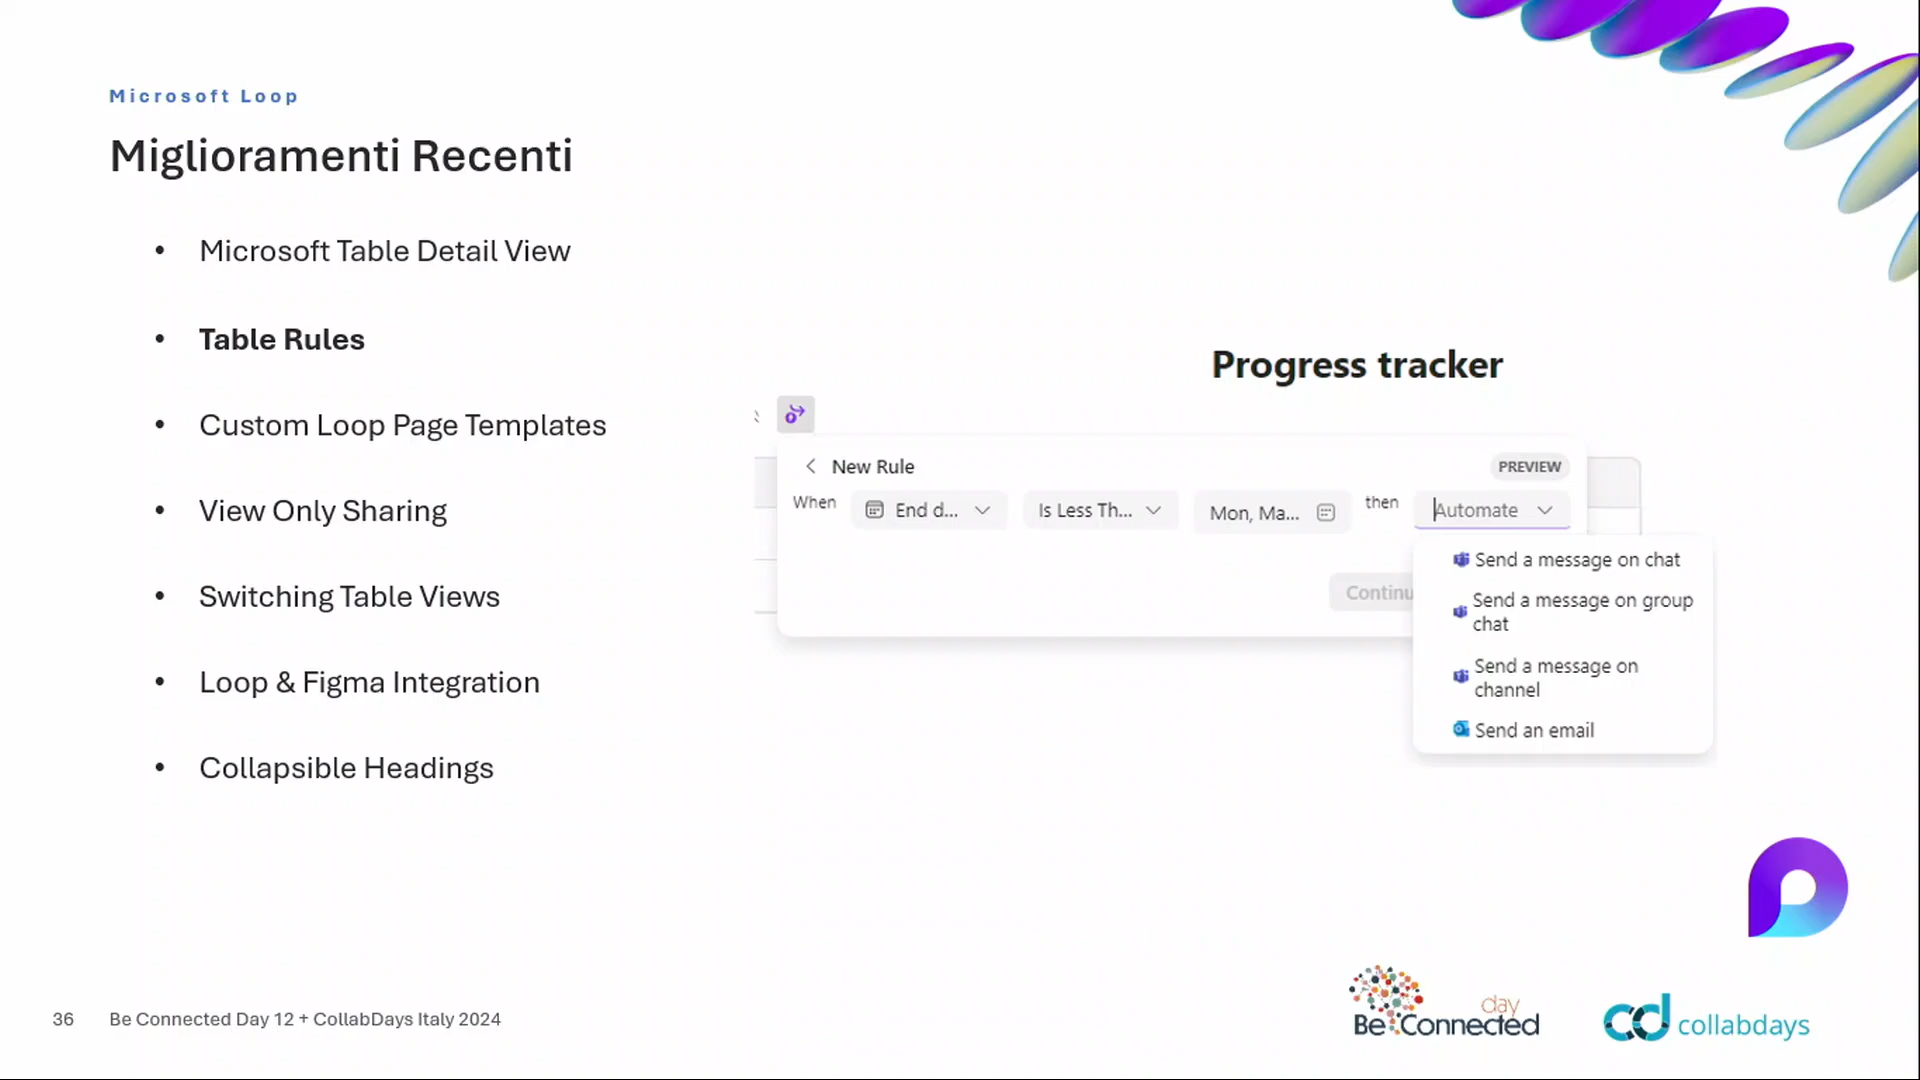 Microsoft Loop
Miglioramenti Recenti
• Microsoft Table Detail View
• Table Rules
• Custom Loop Page Templates
• View Only Sharing
• Switching Table Views
• Loop & Figma Integration
• Collapsible Headings
Progress tracker
New Rule
PREVIEW
When End d... Is Less Th... Mon, Ma... then Automate
Continu
Send a message on chat
Send a message on group
chat
Send a message on
channel
Send an email
36 Be Connected Day 12 + CollabDays Italy 2024
day
Be Connected
cd collabdays